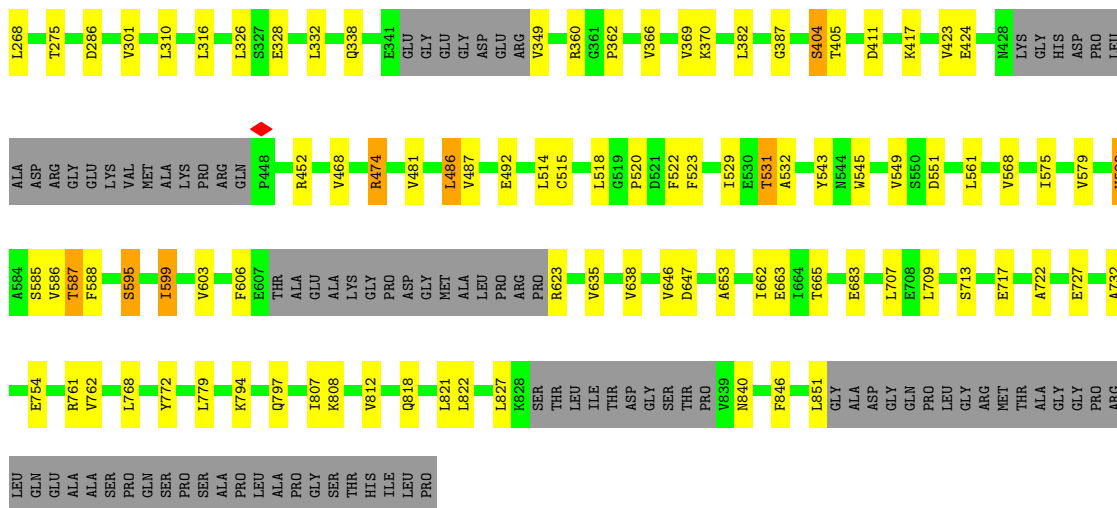 L268 T275 D286 V301 L310 L316 L326 S327 E328 L332 Q338 E341 GLU GLY GLU GLY ASP GLU ARG V349 R360 G361 P362 V366 V369 K370 L382 G387 S404 T405 D411 K417 V423 E424 N428 LYS GLY HIS ASP PRO LEU
ALA ASP ARG GLY GLU LYS VAL MET ALA LYS PRO ARG GLN P448 R452 V468 R474 V481 L486 V487 E492 L514 C515 L518 G519 P520 D521 F522 F523 I529 E530 T531 A532 Y543 N544 W545 V549 S550 D551 L561 V568 I575 V579
A584 S585 V586 T587 F588 S595 I599 V603 F606 E607 THR ALA GLU ALA LYS GLY PRO ASP GLY MET ALA LEU PRO ARG PRO R623 V635 V638 V646 D647 A653 I662 E663 I664 T665 E683 L707 E708 L709 S713 E717 A722 E727 A732
E754 R761 V762 L768 Y772 L779 K794 Q797 I807 K808 V812 Q818 L821 L822 L827 K828 SER THR LEU ILE THR ASP GLY SER THR PRO V839 N840 F846 L851 GLY ALA ASP GLY GLN PRO LEU GLY ARG MET THR ALA GLY GLY PRO ARG
LEU GLN GLU ALA ALA SER PRO GLN SER PRO SER ALA PRO LEU ALA PRO GLY SER THR HIS ILE LEU PRO